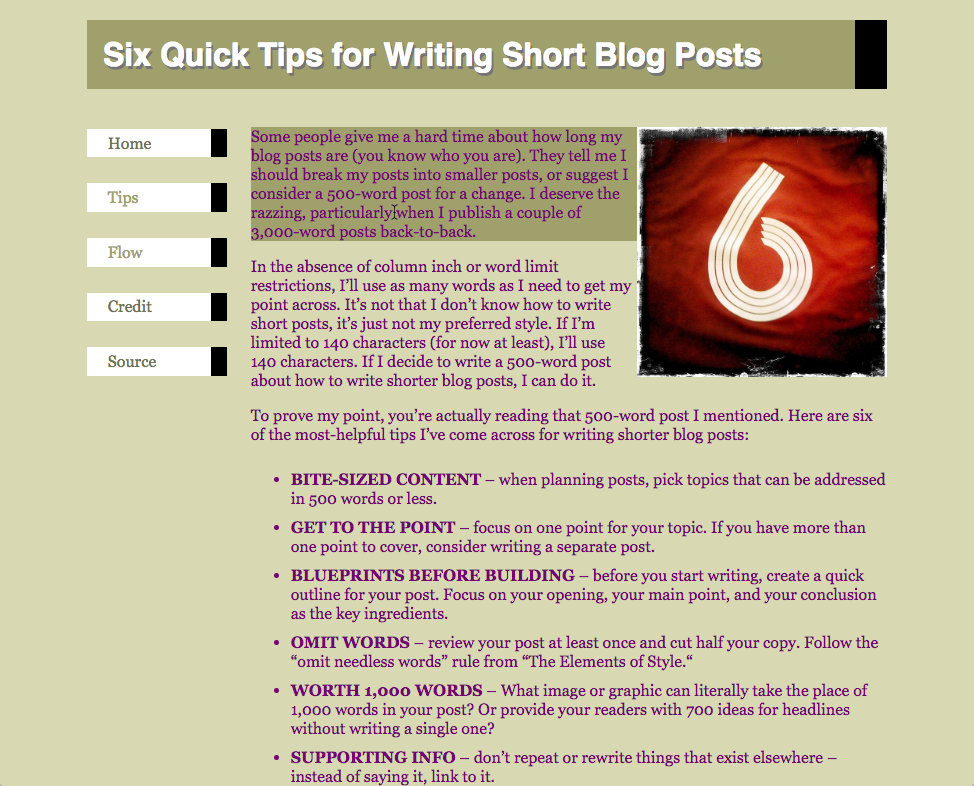 Six Quick Tips for Writing Short Blog Posts
Home
Tips
Flow
Credit
Source
Some people give me a hard time about how long my
blog posts are (you know who you are). They tell me I
should break my posts into smaller posts, or suggest I
consider a 500-word post for a change. I deserve the
razzing, particularly when I publish a couple of
3,000-word posts back-to-back.
6
In the absence of column inch or word limit
restrictions, I’ll use as many words as I need to get my
point across. It’s not that I don’t know how to write
short posts, it’s just not my preferred style. If I’m
limited to 140 characters (for now at least), I’ll use
140 characters. If I decide to write a 500-word post
about how to write shorter blog posts, I can do it.
To prove my point, you’re actually reading that 500-word post I mentioned. Here are six
of the most-helpful tips I’ve come across for writing shorter blog posts:
• BITE-SIZED CONTENT – when planning posts, pick topics that can be addressed
in 500 words or less.
• GET TO THE POINT – focus on one point for your topic. If you have more than
one point to cover, consider writing a separate post.
• BLUEPRINTS BEFORE BUILDING – before you start writing, create a quick
outline for your post. Focus on your opening, your main point, and your conclusion
as the key ingredients.
• OMIT WORDS – review your post at least once and cut half your copy. Follow the
“omit needless words” rule from “The Elements of Style.“
• WORTH 1,000 WORDS – What image or graphic can literally take the place of
1,000 words in your post? Or provide your readers with 700 ideas for headlines
without writing a single one?
• SUPPORTING INFO – don’t repeat or rewrite things that exist elsewhere –
instead of saying it, link to it.